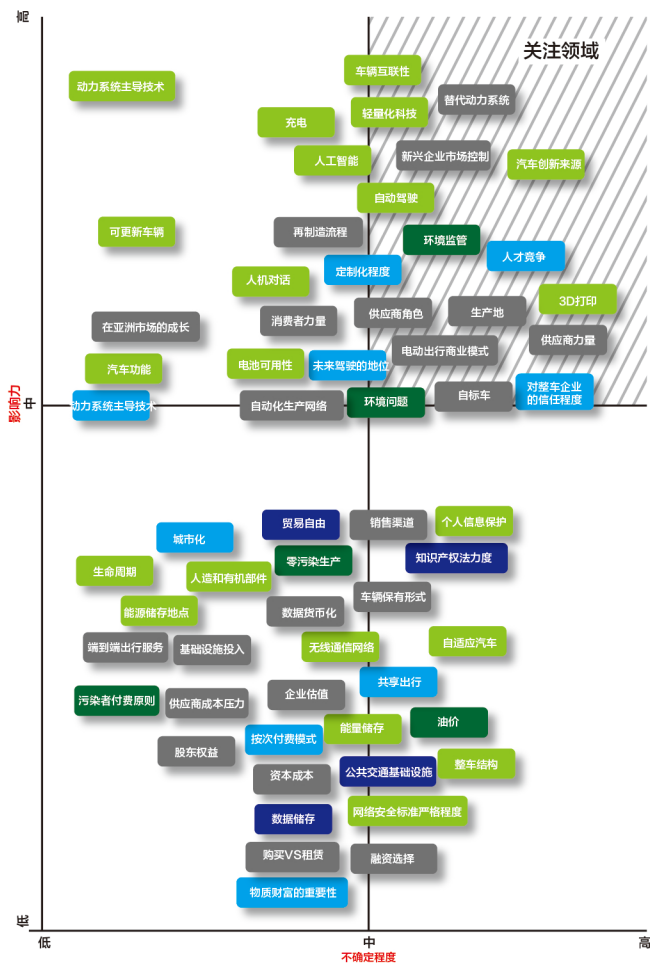 高
关注领域
车辆互联性
动力系统主导技术
替代动力系统
轻量化科技
充电
新兴企业市场控制
人工智能
汽车创新来源
自动驾驶
可更新车辆
再制造流程
环境监管
人才竞争
定制化程度
人机对话
3D打印
供应商角色
生产地
消费者力量
在亚洲市场的成长
供应商力量
电动出行商业模式
电池可用性
未来驾驶的地位
汽车功能
对整车企业
的信任程度
自标车
环境问题
影响力
中
动力系统主导技术
自动化生产网络
贸易自由
销售渠道
个人信息保护
城市化
零污染生产
知识产权法力度
生命周期
人造和有机部件
车辆保有形式
能源储存地点
数据货币化
端到端出行服务
基础设施投入
无线通信网络
自适应汽车
共享出行
企业估值
污染者付费原则
供应商成本压力
油价
能量储存
按次付费模式
股东权益
整车结构
资本成本
公共交通基础设施
网络安全标准严格程度
数据储存
购买VS租赁
融资选择
物质财富的重要性
低
低
中
高
不确定程度